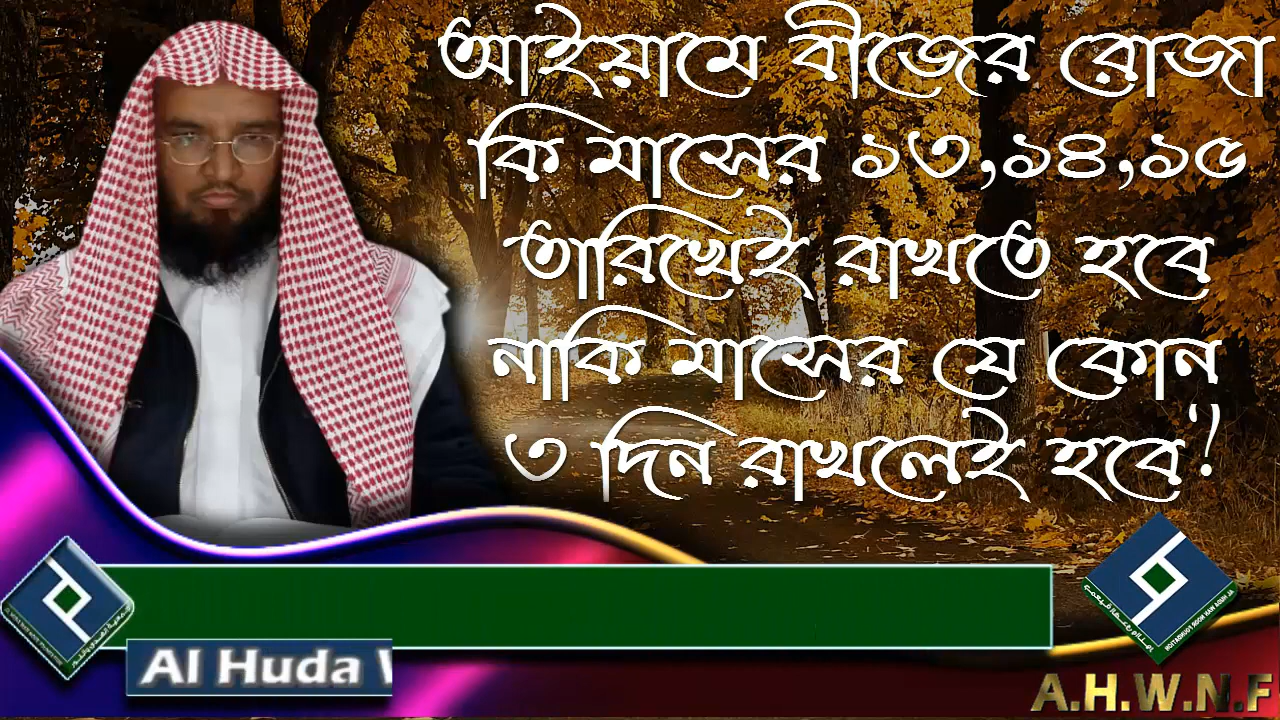 আইয়ামে বীজের রোজা
কি মাসের ১৩,১৪,১৫
তারিখেই রাখতে হবে
নাকি মাসের যে কোন
৩ দিন রাখলেই হবে?
Al Huda
A.H.W.N.F